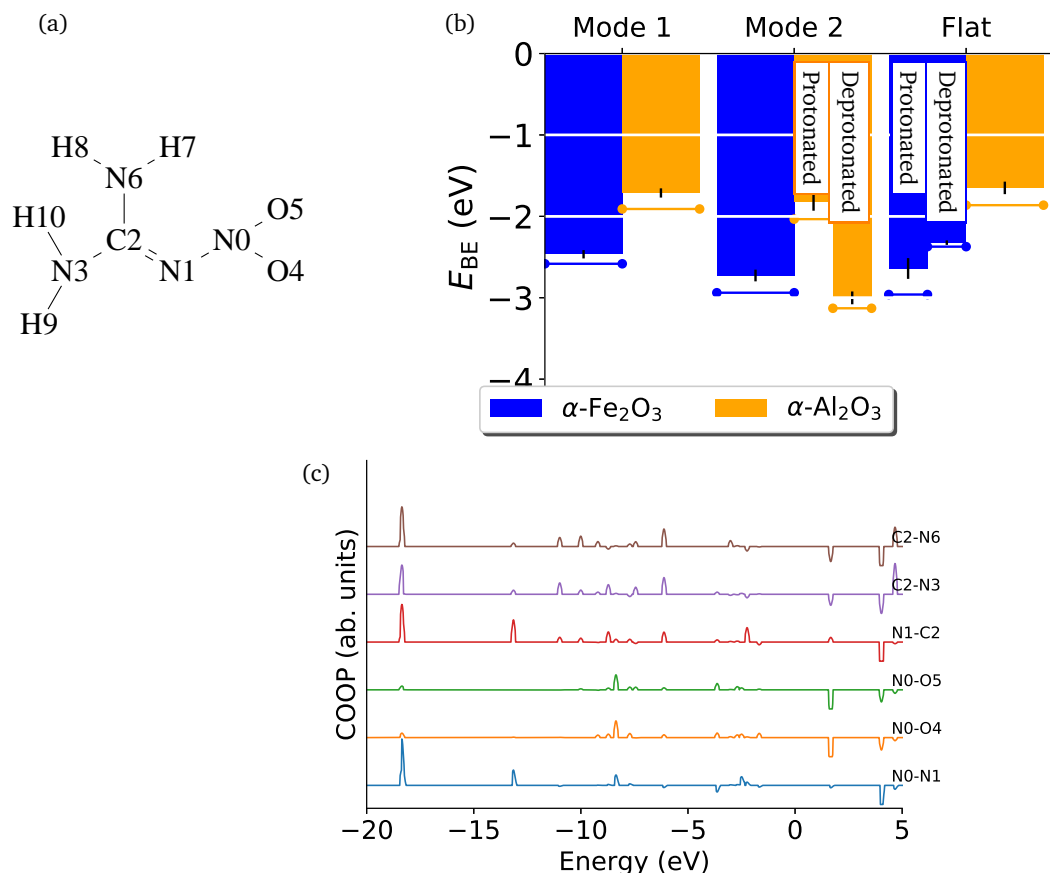 (a)
H8
H7
N6
H10
O5
C2
N0
N3
N1
O4
H9
(b)
Mode 1
Mode 2
Flat
0
−1
−2
−3
−4
E_BE (eV)
Protonated
Deprotonated
Protonated
Deprotonated
α-Fe₂O₃
α-Al₂O₃
(c)
COOP (ab. units)
C2-N6
C2-N3
N1-C2
N0-O5
N0-O4
N0-N1
−20
−15
−10
−5
0
5
Energy (eV)